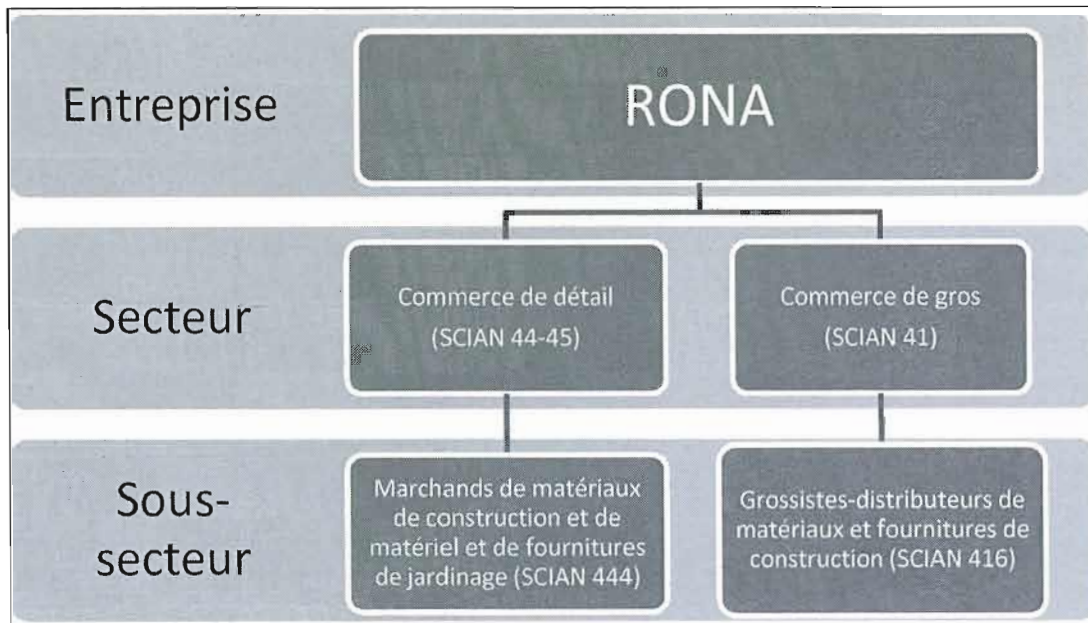 Entreprise
RONA
Secteur
Commerce de détail
(SCIAN 44-45)
Commerce de gros
(SCIAN 41)
Sous-
secteur
Marchands de matériaux
de construction et de
matériel et de fournitures
de jardinage (SCIAN 444)
Grossistes-distributeurs de
matériaux et fournitures de
construction (SCIAN 416)